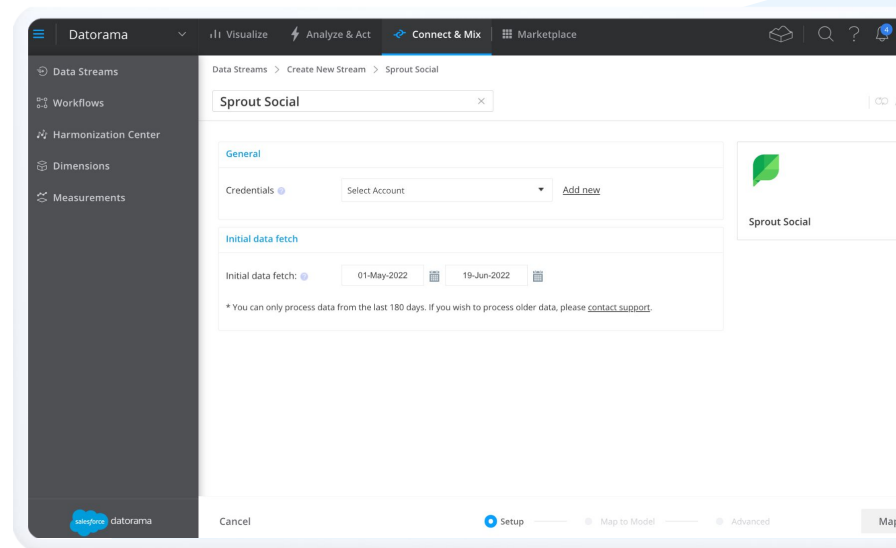 Datorama
Visualize
Analyze & Act
Connect & Mix
Marketplace
4
Data Streams
Workflows
Harmonization Center
Dimensions
Measurements
Data Streams > Create New Stream > Sprout Social
Sprout Social
General
Credentials
Select Account
Add new
Sprout Social
Initial data fetch
Initial data fetch:
01-May-2022
19-Jun-2022
* You can only process data from the last 180 days. If you wish to process older data, please contact support.
salesforce datorama
Cancel
Setup
Map to Model
Advanced
Map